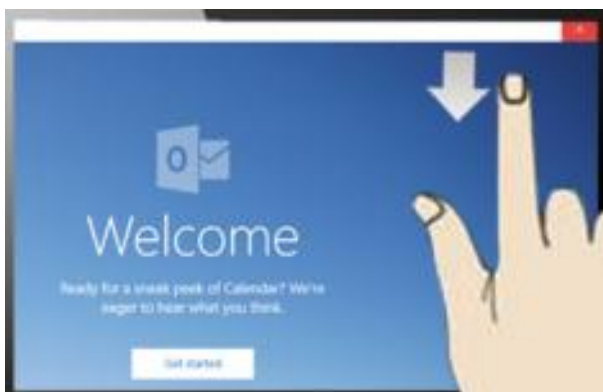 Welcome
Ready for a sneak peek of Calendar? We're
eager to hear what you think.
Get started